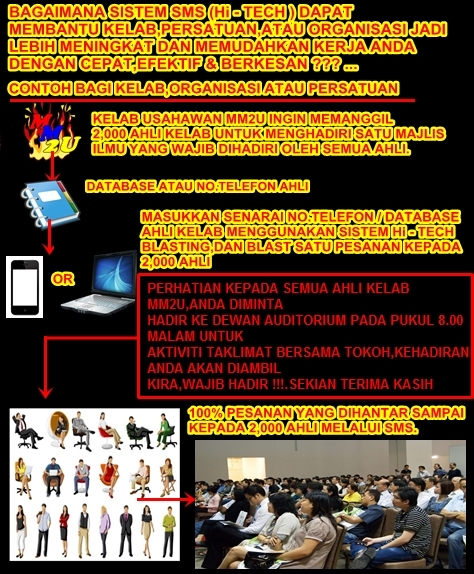 BAGAIMANA SISTEM SMS (Hi - TECH ) DAPAT
MEMBANTU KELAB,PERSATUAN,ATAU ORGANISASI JADI
LEBIH MENINGKAT DAN MEMUDAHKAN KERJA ANDA
DENGAN CEPAT,EFEKTIF & BERKESAN ??? ...
CONTOH BAGI KELAB,ORGANISASI ATAU PERSATUAN
KELAB USAHAWAN MM2U INGIN MEMANGGIL
2,000 AHLI KELAB UNTUK MENGHADIRI SATU MAJLIS
ILMU YANG WAJIB DIHADIRI OLEH SEMUA AHLI.
MM2U
DATABASE ATAU NO.TELEFON AHLI
MASUKKAN SENARAI NO.TELEFON / DATABASE
AHLI KELAB MENGGUNAKAN SISTEM Hi - TECH
BLASTING,DAN BLAST SATU PESANAN KEPADA
2,000 AHLI
OR
PERHATIAN KEPADA SEMUA AHLI KELAB
MM2U,ANDA DIMINTA
HADIR KE DEWAN AUDITORIUM PADA PUKUL 8.00
MALAM UNTUK
AKTIVITI TAKLIMAT BERSAMA TOKOH,KEHADIRAN
ANDA AKAN DIAMBIL
KIRA,WAJIB HADIR !!!.SEKIAN TERIMA KASIH
100% PESANAN YANG DIHANTAR SAMPAI
KEPADA 2,000 AHLI MELALUI SMS.